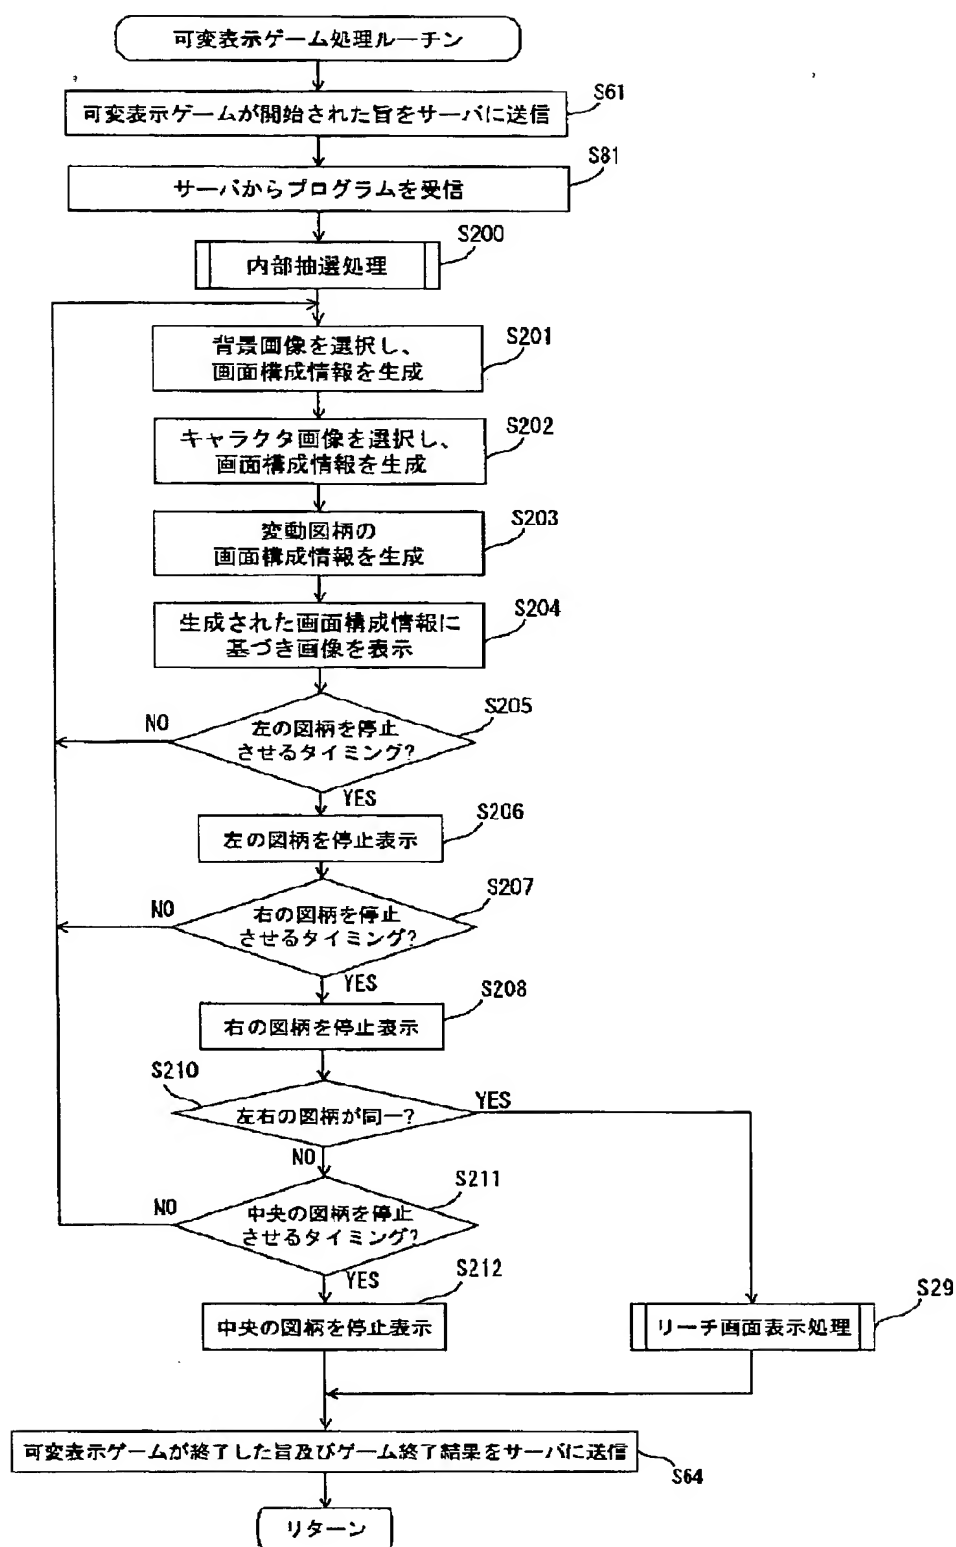 可変表示ゲーム処理ルーチン
S61
可変表示ゲームが開始された旨をサーバに送信
S81
サーバからプログラムを受信
S200
内部抽選処理
S201
背景画像を選択し、
画面構成情報を生成
S202
キャラクタ画像を選択し、
画面構成情報を生成
S203
変動図柄の
画面構成情報を生成
S204
生成された画面構成情報に
基づき画像を表示
S205
NO
左の図柄を停止
させるタイミング?
YES
S206
左の図柄を停止表示
S207
NO
右の図柄を停止
させるタイミング?
YES
S208
右の図柄を停止表示
S210
左右の図柄が同一?
YES
NO
S211
NO
中央の図柄を停止
させるタイミング?
YES
S212
中央の図柄を停止表示
S29
リーチ画面表示処理
可変表示ゲームが終了した旨及びゲーム終了結果をサーバに送信
S64
リターン